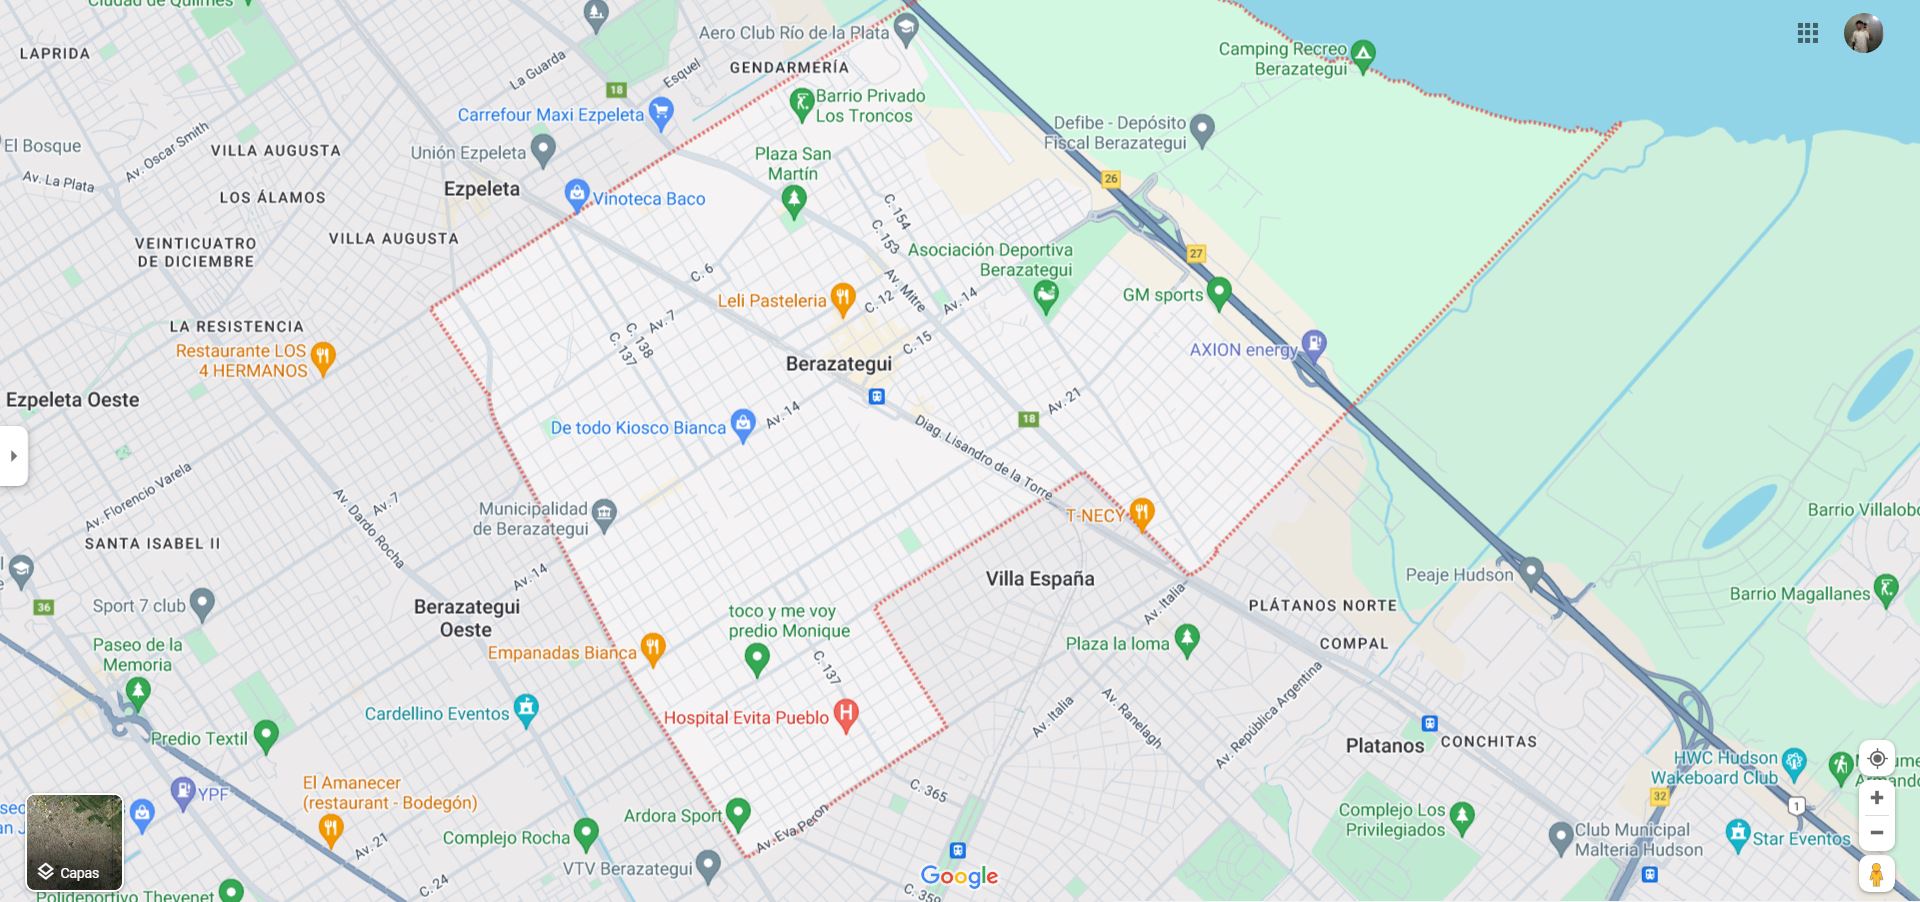 Ciudad de Quilmes
Aero Club Río de la Plata
LAPRIDA
La Guarda
Esquel
GENDARMERÍA
Camping Recreo
Berazategui
18
Carrefour Maxi Ezpeleta
Barrio Privado
Los Troncos
Defibe - Depósito
Fiscal Berazategui
El Bosque
Av. Oscar Smith
VILLA AUGUSTA
Unión Ezpeleta
Plaza San
Martín
Av. La Plata
LOS ÁLAMOS
Ezpeleta
Vinoteca Baco
26
VEINTICUATRO
DE DICIEMBRE
VILLA AUGUSTA
C. 154
C. 153
Asociación Deportiva
Berazategui
27
C. 6
Leli Pasteleria
C. 12
Av. Mitre
Av. 14
GM sports
LA RESISTENCIA
Restaurante LOS
4 HERMANOS
C. 137
C. 138
Av. 7
C. 15
AXION energy
Berazategui
Ezpeleta Oeste
De todo Kiosco Bianca
Av. 14
Diag. Lisandro de la Torre
18
Av. 21
Av. Florencio Varela
Av. Dardo Rocha
Av. 7
Municipalidad
de Berazategui
T-NECY
Barrio Villalobo
SANTA ISABEL II
Av. 14
Villa España
Peaje Hudson
36
Sport 7 club
Berazategui
Oeste
toco y me voy
predio Monique
Av. Italia
PLÁTANOS NORTE
Barrio Magallanes
Paseo de la
Memoria
Empanadas Bianca
C. 137
Plaza la loma
COMPAL
Cardellino Eventos
Hospital Evita Pueblo
H
Av. Italia
Av. Ranelagh
Av. República Argentina
Predio Textil
Platanos
CONCHITAS
HWC Hudson
Wakeboard Club
El Amanecer
(restaurant - Bodegón)
YPF
C. 365
32
1
Ardora Sport
Av. Eva Peron
Complejo Los
Privilegiados
Complejo Rocha
Av. 21
Club Municipal
Malteria Hudson
Star Eventos
Capas
VTV Berazategui
Google
C. 24
C. 359
Polideportivo Thevenet